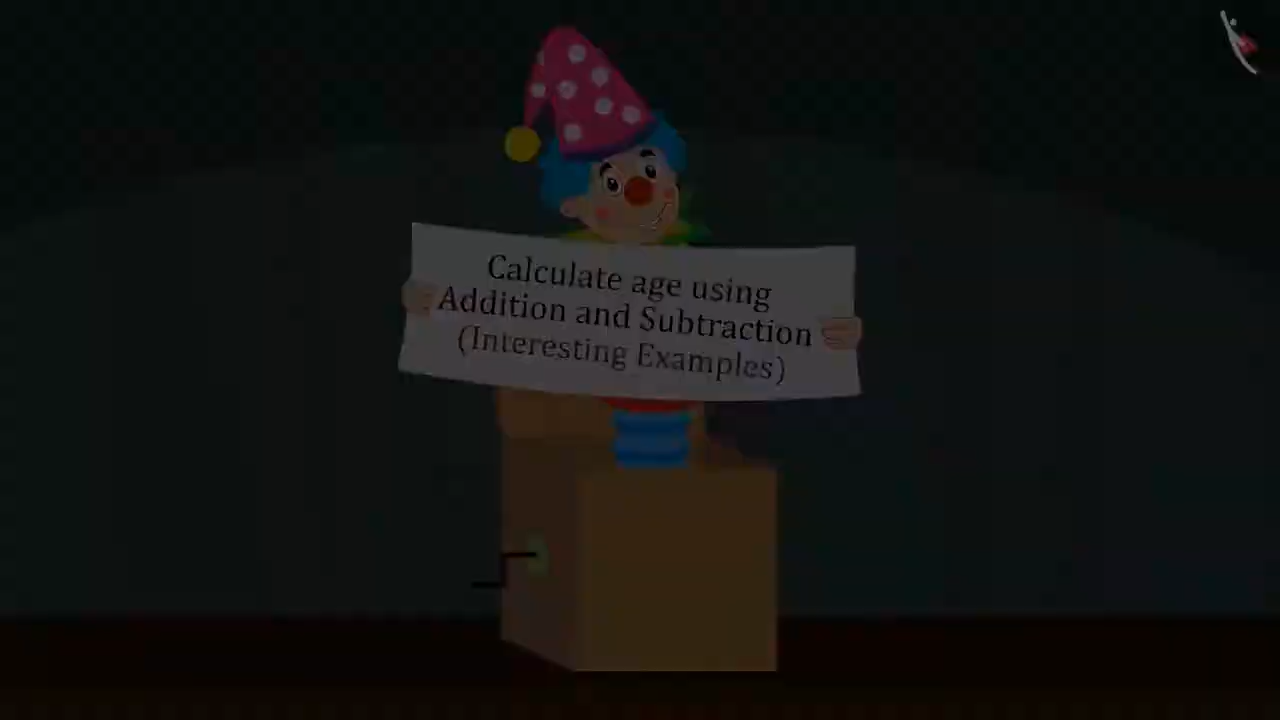 Calculate age using
Addition and Subtraction
(Interesting Examples)